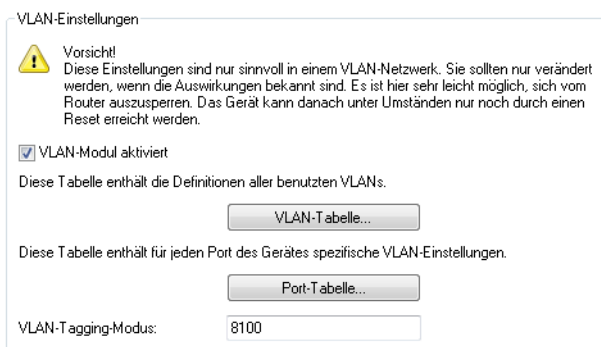 VLAN-Einstellungen
Vorsicht!
Diese Einstellungen sind nur sinnvoll in einem VLAN-Netzwerk. Sie sollten nur verändert
werden, wenn die Auswirkungen bekannt sind. Es ist hier sehr leicht möglich, sich vom
Router auszusperren. Das Gerät kann danach unter Umständen nur noch durch einen
Reset erreicht werden.
VLAN-Modul aktiviert
Diese Tabelle enthält die Definitionen aller benutzten VLANs.
VLAN-Tabelle...
Diese Tabelle enthält für jeden Port des Gerätes spezifische VLAN-Einstellungen.
Port-Tabelle...
VLAN-Tagging-Modus: 8100